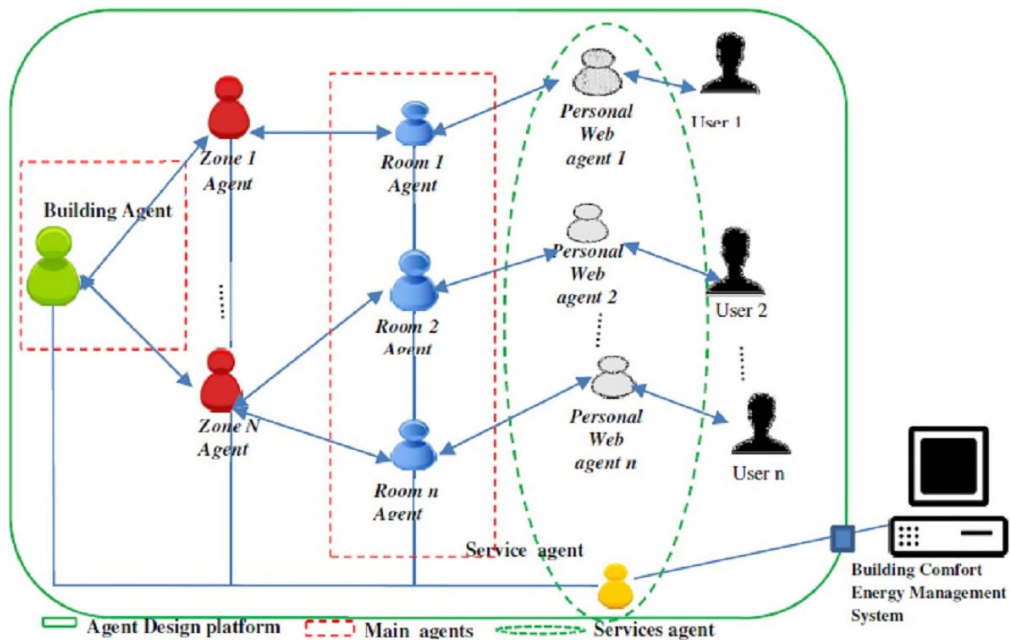 Zone 1
Agent
Room 1
Agent
Personal
Web
agent 1
User 1
Building Agent
Room 2
Agent
Personal
Web
agent 2
User 2
Zone N
Agent
Room n
Agent
Personal
Web
agent n
User n
Service agent
Building Comfort
Energy Management
System
Agent Design platform
Main agents
Services agent